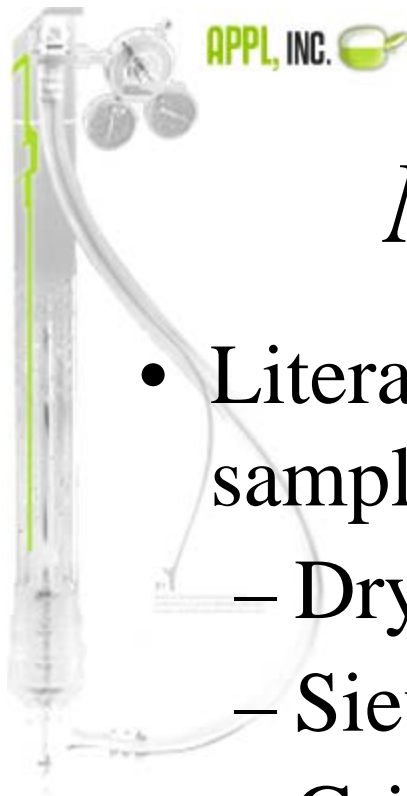 APPL, INC.
• Litera
sampl
– Dry
– Sie